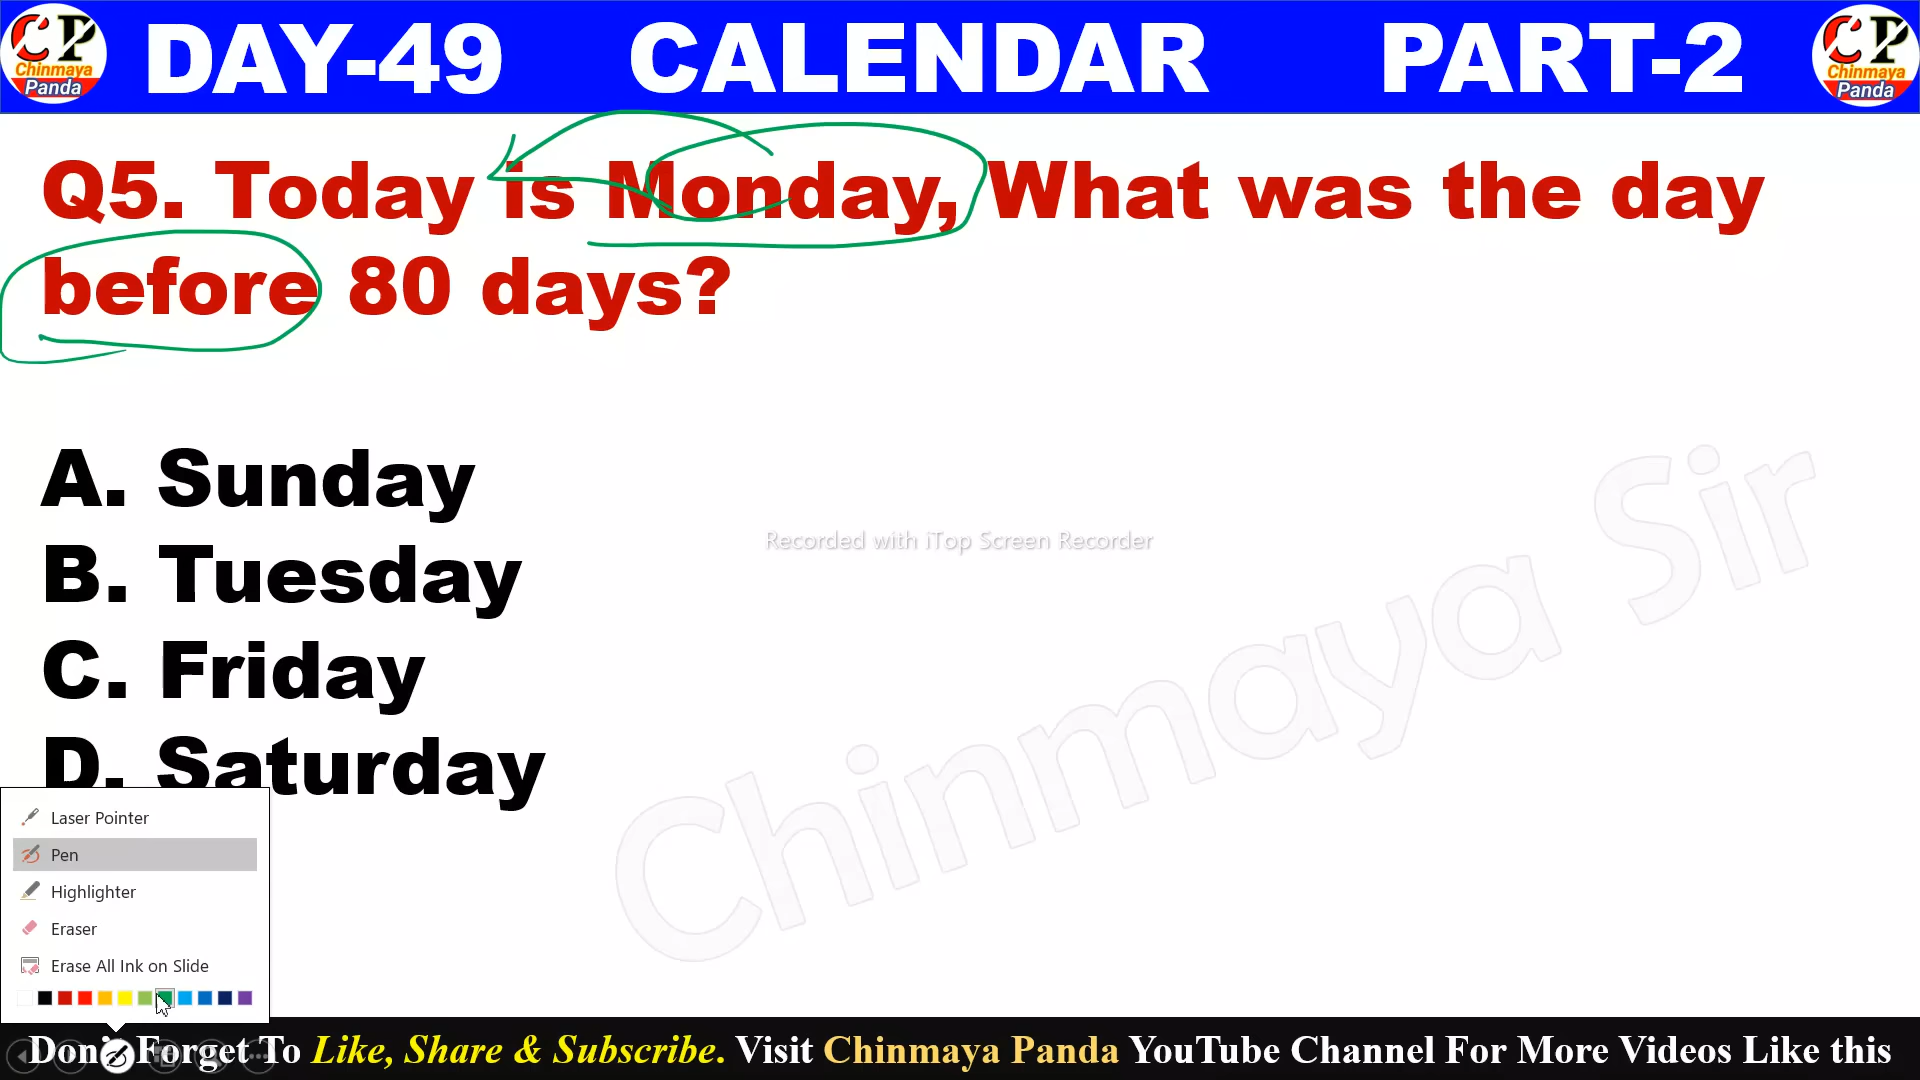 CP Chinmaya Panda DAY-49 CALENDAR PART-2 CP Chinmaya Panda
Q5. Today is Monday, What was the day
before 80 days?
A. Sunday
B. Tuesday
C. Friday
D. Saturday
Recorded with iTop Screen Recorder
Chinmaya Sir
Laser Pointer
Pen
Highlighter
Eraser
Erase All Ink on Slide
Don't Forget To Like, Share & Subscribe. Visit Chinmaya Panda YouTube Channel For More Videos Like this